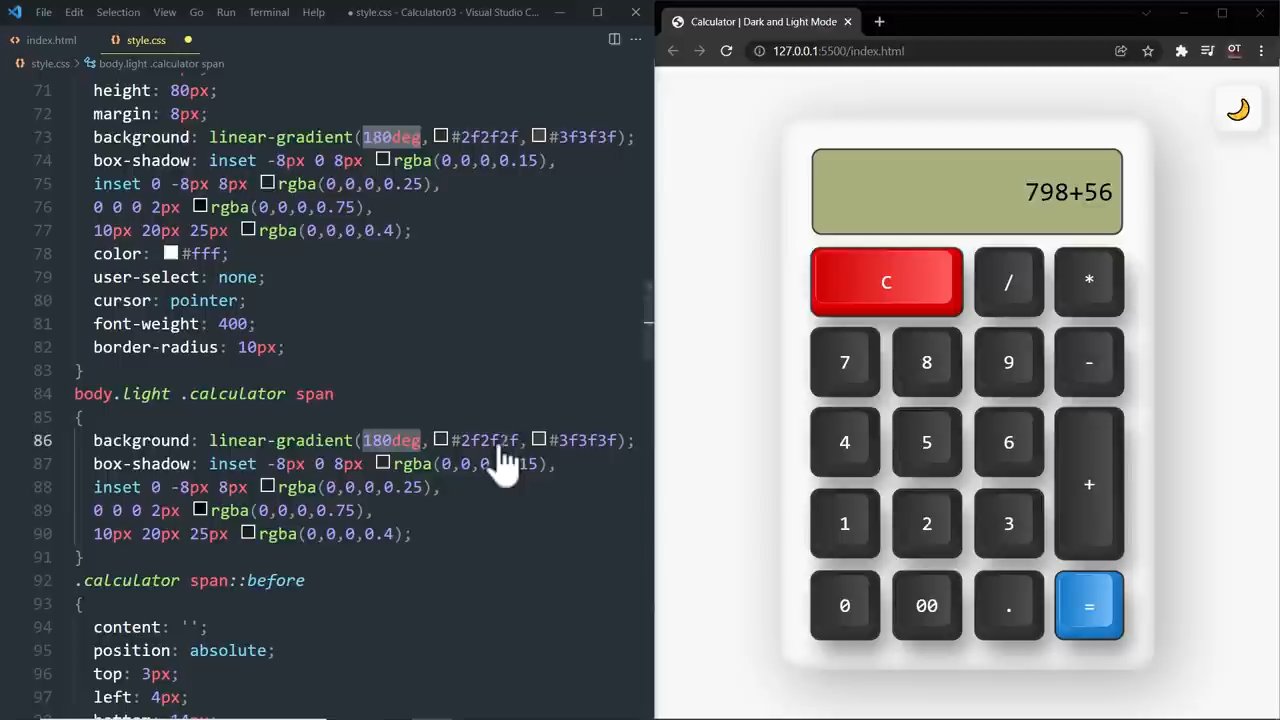 File Edit Selection View Go Run Terminal Help ● style.css - Calculator03 - Visual Studio C...
index.html style.css
style.css > body.light .calculator span
71 height: 80px;
72 margin: 8px;
73 background: linear-gradient(180deg, #2f2f2f, #3f3f3f);
74 box-shadow: inset -8px 0 8px rgba(0,0,0,0.15),
75 inset 0 -8px 8px rgba(0,0,0,0.25),
76 0 0 0 2px rgba(0,0,0,0.75),
77 10px 20px 25px rgba(0,0,0,0.4);
78 color: #fff;
79 user-select: none;
80 cursor: pointer;
81 font-weight: 400;
82 border-radius: 10px;
83 }
84 body.light .calculator span
85 {
86 background: linear-gradient(180deg, #2f2f2f, #3f3f3f);
87 box-shadow: inset -8px 0 8px rgba(0,0, 15),
88 inset 0 -8px 8px rgba(0,0,0,0.25),
89 0 0 0 2px rgba(0,0,0,0.75),
90 10px 20px 25px rgba(0,0,0,0.4);
91 }
92 .calculator span::before
93 {
94 content: '';
95 position: absolute;
96 top: 3px;
97 left: 4px;
Calculator | Dark and Light Mode
127.0.0.1:5500/index.html
OT
798+56
C / *
7 8 9 -
4 5 6
+
1 2 3
0 00 . =